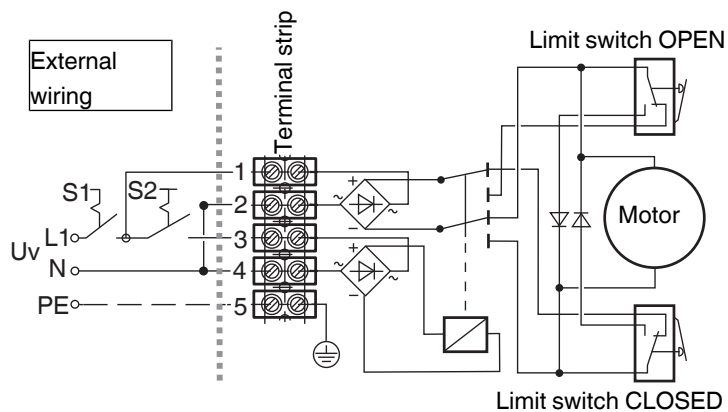 External
wiring
Terminal strip
Limit switch OPEN
S1
S2
Uv
L1
N
PE
1
2
3
4
5
+
~
~
−
+
~
~
−
Motor
Limit switch CLOSED